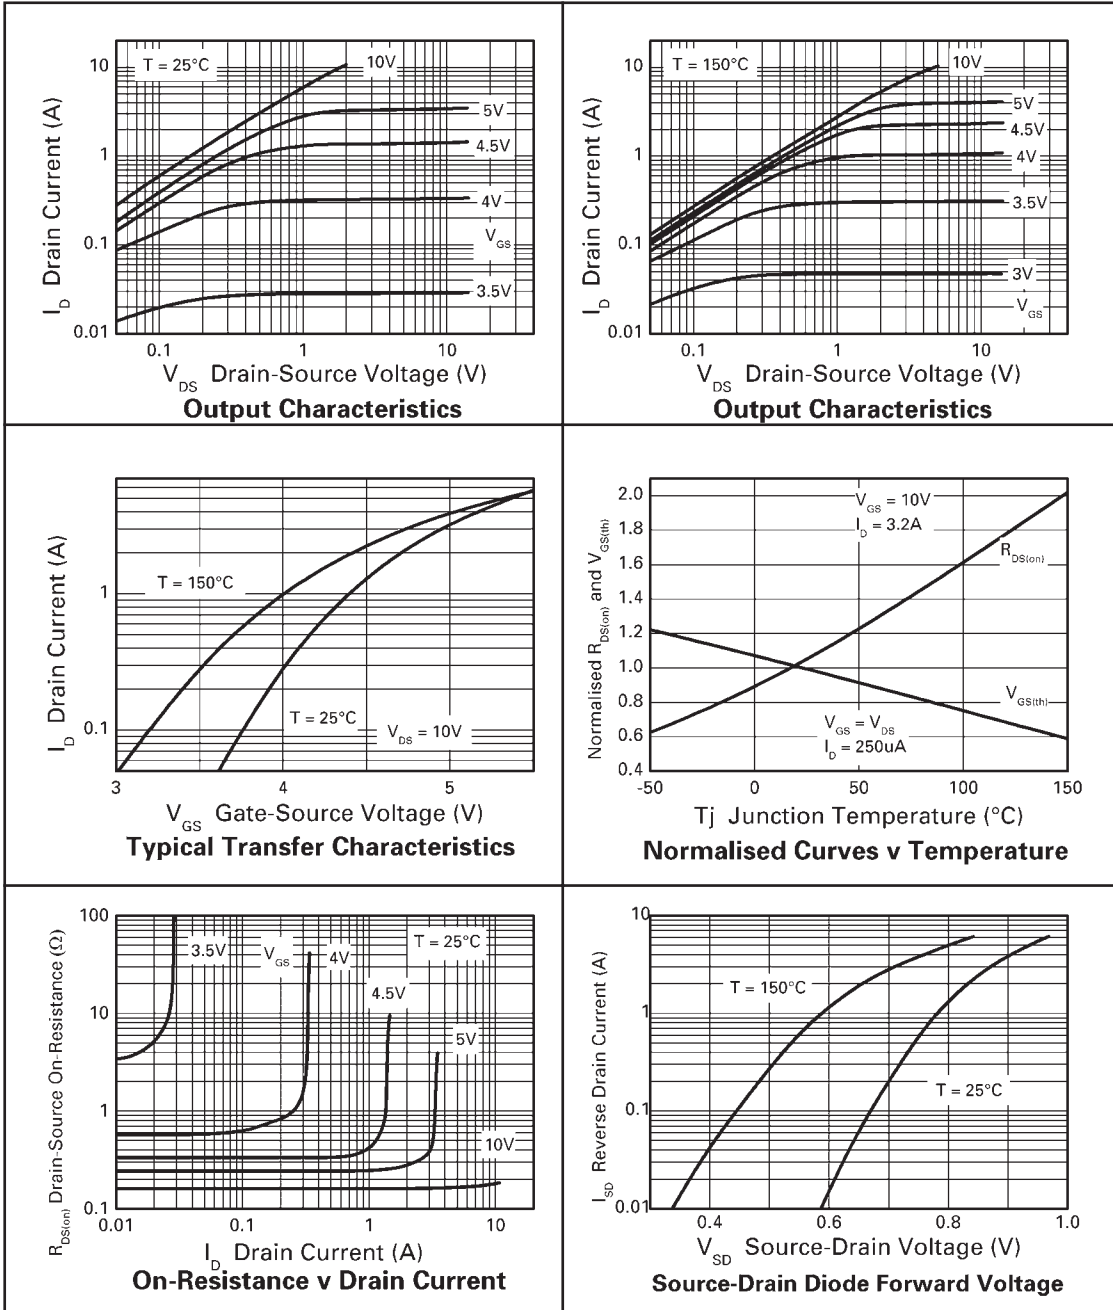 T = 25°C
10V
5V
4.5V
4V
V_GS
3.5V
10
1
0.1
0.01
0.1 1 10
I_D Drain Current (A)
V_DS Drain-Source Voltage (V)
Output Characteristics
T = 150°C
10V
5V
4.5V
4V
3.5V
3V
V_GS
10
1
0.1
0.01
0.1 1 10
I_D Drain Current (A)
V_DS Drain-Source Voltage (V)
Output Characteristics
T = 150°C
T = 25°C
V_DS = 10V
1
0.1
3 4 5
I_D Drain Current (A)
V_GS Gate-Source Voltage (V)
Typical Transfer Characteristics
V_GS = 10V
I_D = 3.2A
R_DS(on)
V_GS(th)
V_GS = V_DS
I_D = 250uA
2.0
1.8
1.6
1.4
1.2
1.0
0.8
0.6
0.4
-50 0 50 100 150
Normalised R_DS(on) and V_GS(th)
Tj Junction Temperature (°C)
Normalised Curves v Temperature
3.5V
V_GS
4V
T = 25°C
4.5V
5V
10V
100
10
1
0.1
0.01 0.1 1 10
R_DS(on) Drain-Source On-Resistance (Ω)
I_D Drain Current (A)
On-Resistance v Drain Current
T = 150°C
T = 25°C
10
1
0.1
0.01
0.4 0.6 0.8 1.0
I_SD Reverse Drain Current (A)
V_SD Source-Drain Voltage (V)
Source-Drain Diode Forward Voltage